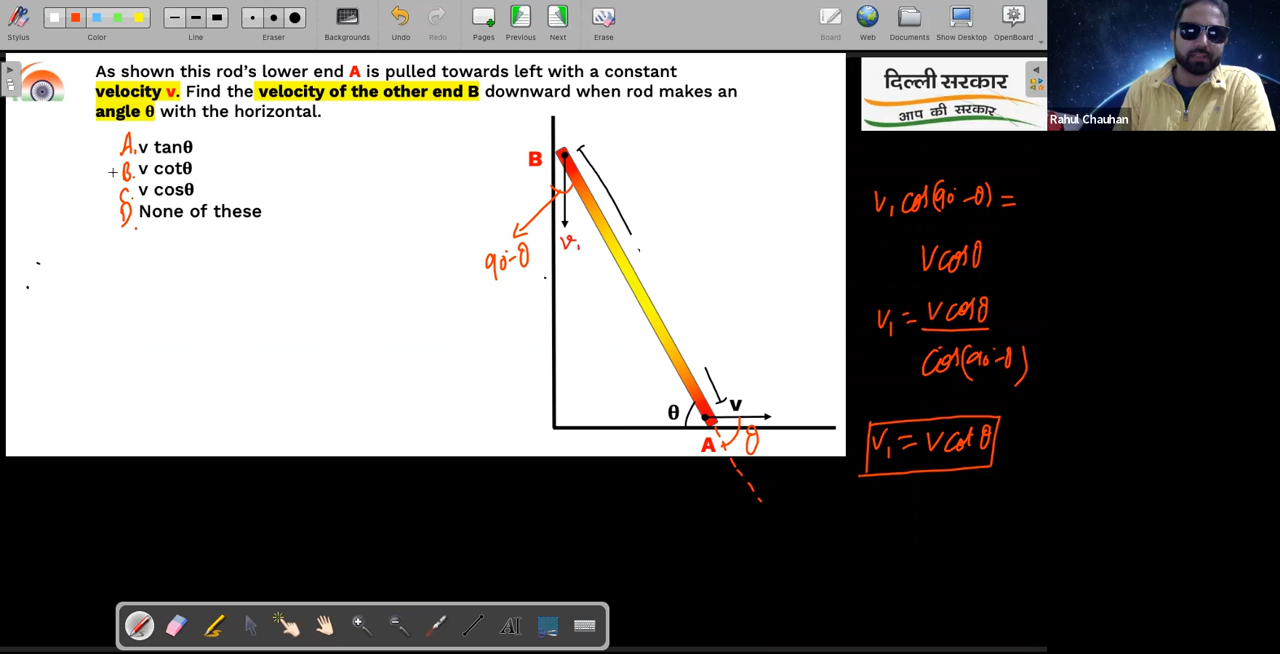 Stylus
Color
Line
Eraser
Backgrounds
Undo
Redo
Pages
Previous
Next
Erase
Board
Web
Documents
Show Desktop
OpenBoard
As shown this rod's lower end A is pulled towards left with a constant
velocity v. Find the velocity of the other end B downward when rod makes an
angle θ with the horizontal.
A. v tanθ
B. v cotθ
C. v cosθ
D. None of these
B
90°-θ
v₁
θ
v
A
θ
दिल्ली सरकार
आप की सरकार
Rahul Chauhan
v₁ cos(90°-θ) =
v cosθ
v₁ = v cosθ
cos(90°-θ)
v₁ = v cot θ
AI